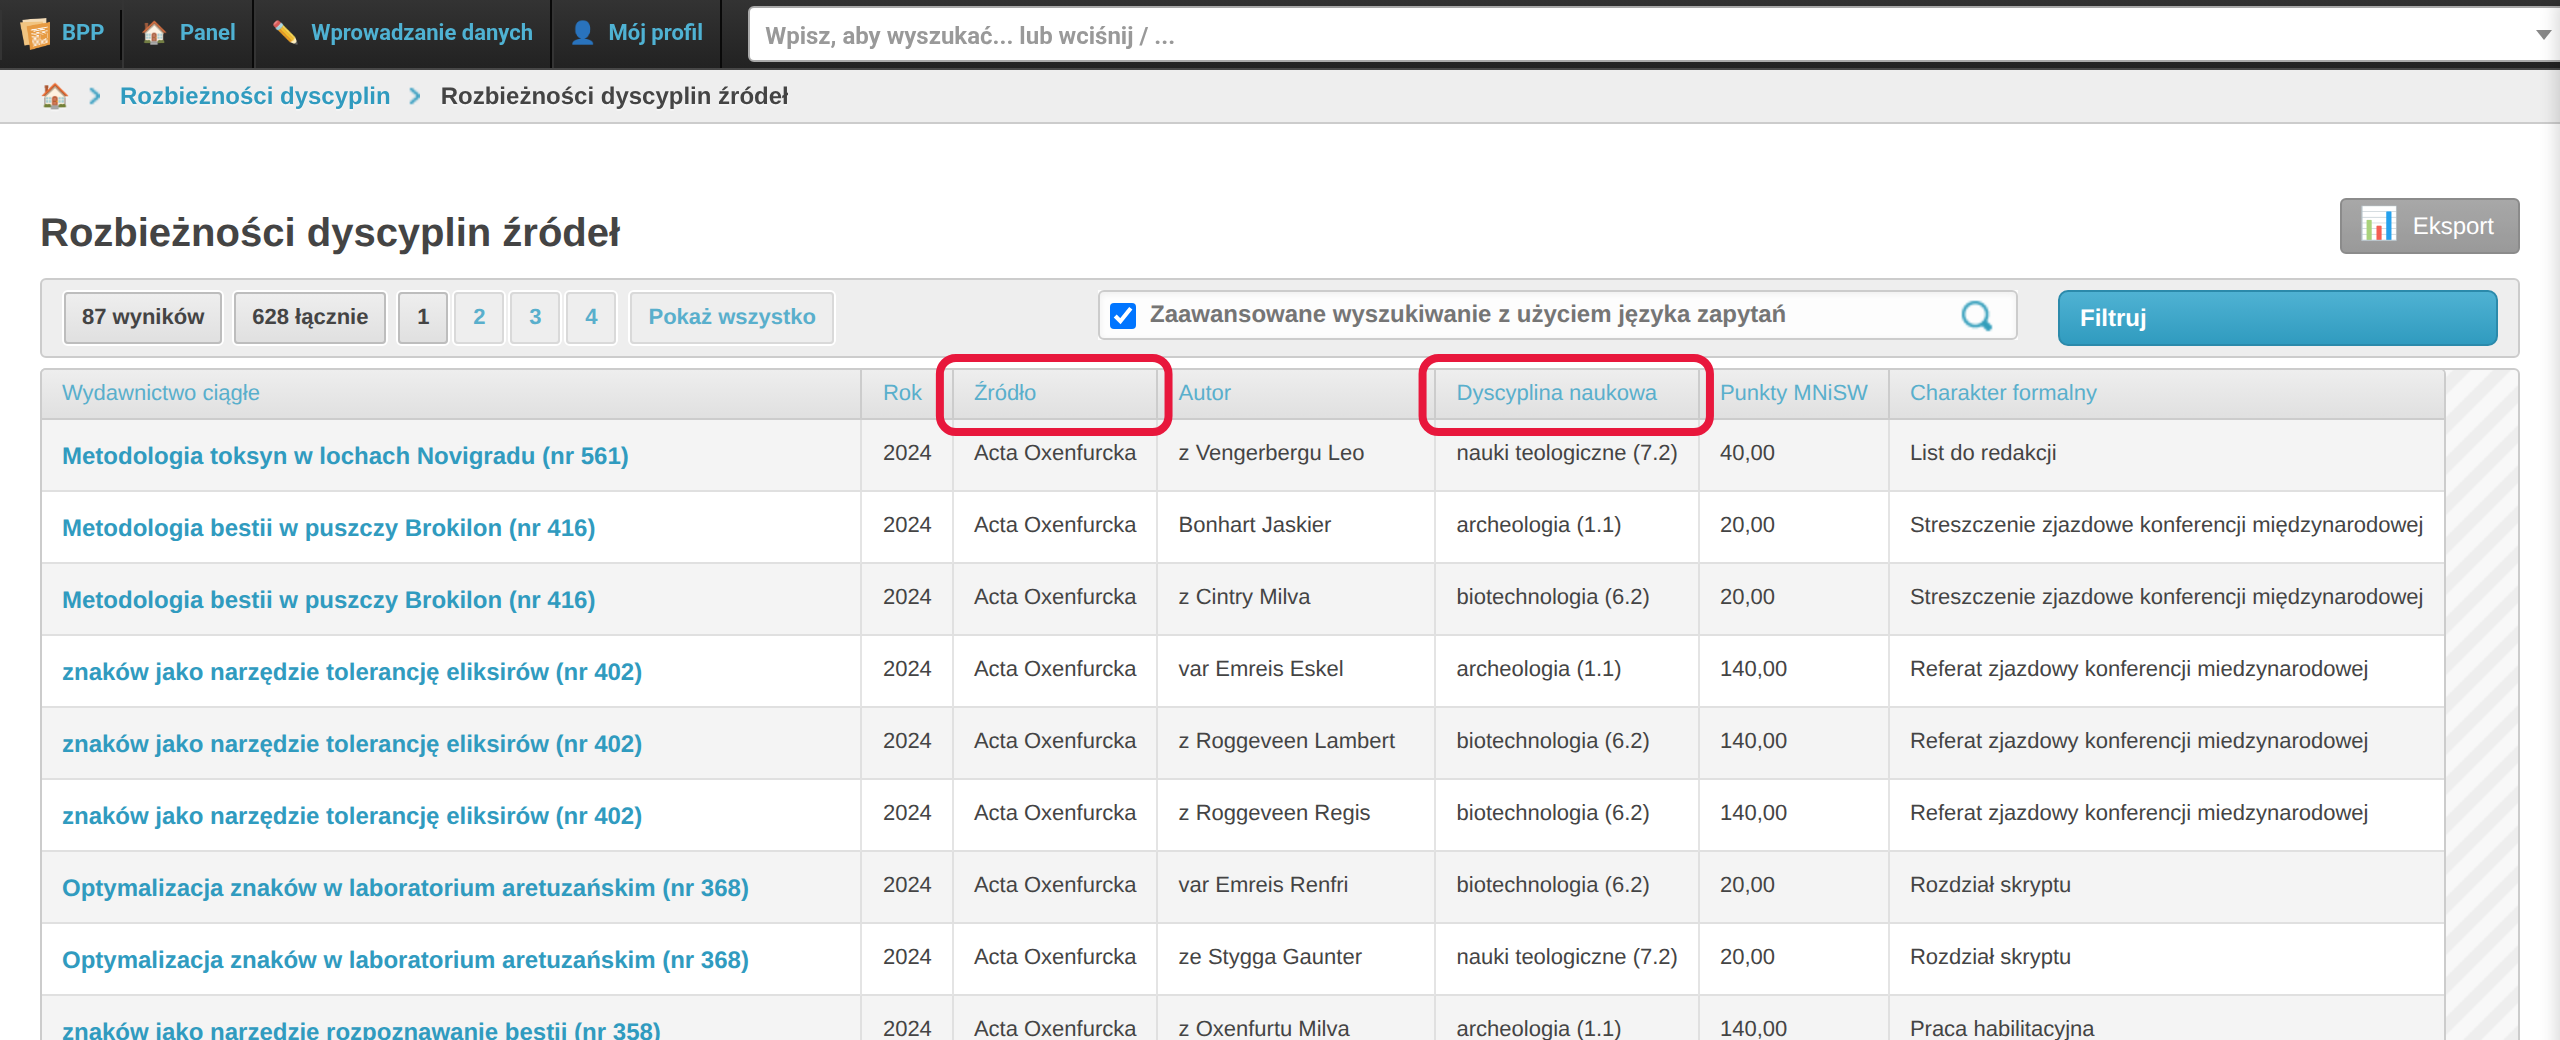 BPP Panel Wprowadzanie danych Mój profil Wpisz, aby wyszukać... lub wciśnij / ...
Rozbieżności dyscyplin Rozbieżności dyscyplin źródeł
Rozbieżności dyscyplin źródeł
Eksport
87 wyników 628 łącznie 1 2 3 4 Pokaż wszystko Zaawansowane wyszukiwanie z użyciem języka zapytań Filtruj
Wydawnictwo ciągłe Rok Źródło Autor Dyscyplina naukowa Punkty MNiSW Charakter formalny
Metodologia toksyn w lochach Novigradu (nr 561) 2024 Acta Oxenfurcka z Vengerbergu Leo nauki teologiczne (7.2) 40,00 List do redakcji
Metodologia bestii w puszczy Brokilon (nr 416) 2024 Acta Oxenfurcka Bonhart Jaskier archeologia (1.1) 20,00 Streszczenie zjazdowe konferencji międzynarodowej
Metodologia bestii w puszczy Brokilon (nr 416) 2024 Acta Oxenfurcka z Cintry Milva biotechnologia (6.2) 20,00 Streszczenie zjazdowe konferencji międzynarodowej
znaków jako narzędzie tolerancję eliksirów (nr 402) 2024 Acta Oxenfurcka var Emreis Eskel archeologia (1.1) 140,00 Referat zjazdowy konferencji miedzynarodowej
znaków jako narzędzie tolerancję eliksirów (nr 402) 2024 Acta Oxenfurcka z Roggeveen Lambert biotechnologia (6.2) 140,00 Referat zjazdowy konferencji miedzynarodowej
znaków jako narzędzie tolerancję eliksirów (nr 402) 2024 Acta Oxenfurcka z Roggeveen Regis biotechnologia (6.2) 140,00 Referat zjazdowy konferencji miedzynarodowej
Optymalizacja znaków w laboratorium aretuzańskim (nr 368) 2024 Acta Oxenfurcka var Emreis Renfri biotechnologia (6.2) 20,00 Rozdział skryptu
Optymalizacja znaków w laboratorium aretuzańskim (nr 368) 2024 Acta Oxenfurcka ze Stygga Gaunter nauki teologiczne (7.2) 20,00 Rozdział skryptu
znaków jako narzędzie rozpoznawanie bestii (nr 358) 2024 Acta Oxenfurcka z Oxenfurtu Milva archeologia (1.1) 140,00 Praca habilitacyjna